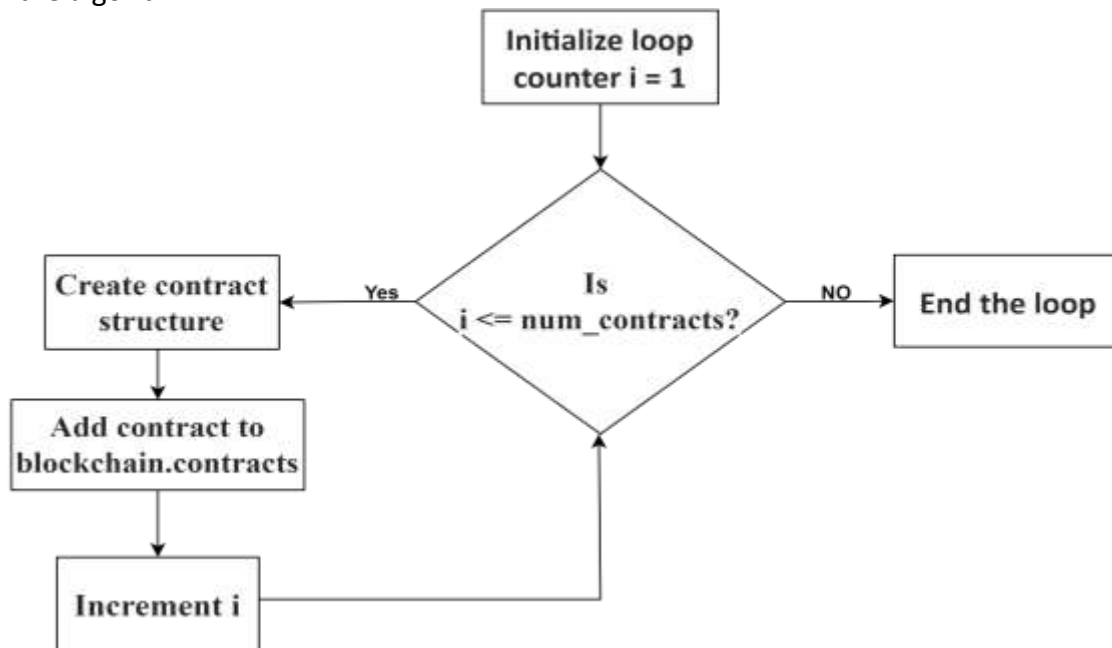 Initialize loop
counter i = 1
Is
i <= num_contracts?
Yes
NO
Create contract
structure
End the loop
Add contract to
blockchain.contracts
Increment i